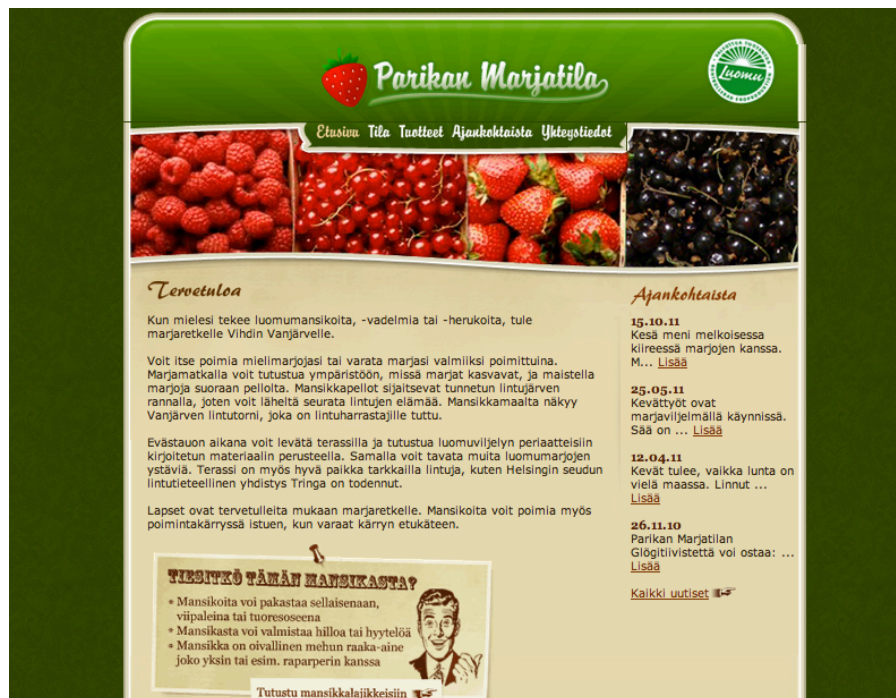 Parikan Marjatila
Luomu
Etusivu Tila Tuotteet Ajankohtaista Yhteystiedot
Tervetuloa
Kun mielesi tekee luomumansikoita, -vadelmia tai -herukoita, tule
marjaretkelle Vihdin Vanjärvelle.
Voit itse poimia mielimarjojasi tai varata marjasi valmiiksi poimittuina.
Marjamatkalla voit tutustua ympäristöön, missä marjat kasvavat, ja maistella
marjoja suoraan pellolta. Mansikkapellot sijaitsevat tunnetun lintujärven
rannalla, joten voit läheltä seurata lintujen elämää. Mansikkamaalta näkyy
Vanjärven lintutorni, joka on lintuharrastajille tuttu.
Evästauon aikana voit levätä terassilla ja tutustua luomuviljelyn periaatteisiin
kirjoitetun materiaalin perusteella. Samalla voit tavata muita luomumarjojen
ystäviä. Terassi on myös hyvä paikka tarkkailla lintuja, kuten Helsingin seudun
lintutieteellinen yhdistys Tringa on todennut.
Lapset ovat tervetulleita mukaan marjaretkelle. Mansikoita voit poimia myös
poimintakärryssä istuen, kun varaat kärryn etukäteen.
TIESITKÖ TÄMÄN MANSIKASTA?
* Mansikoita voi pakastaa sellaisenaan,
viipaleina tai tuoresoseena
* Mansikasta voi valmistaa hilloa tai hyytelöä
* Mansikka on oivallinen mehun raaka-aine
joko yksin tai esim. raparperin kanssa
Tutustu mansikkalajikkeisiin
Ajankohtaista
15.10.11
Kesä meni melkoisessa
kiireessä marjojen kanssa.
M... Lisää
25.05.11
Kevättyöt ovat
marjaviljelmällä käynnissä.
Sää on ... Lisää
12.04.11
Kevät tulee, vaikka lunta on
vielä maassa. Linnut ...
Lisää
26.11.10
Parikan Marjatilan
Glögitiivistettä voi ostaa: ...
Lisää
Kaikki uutiset